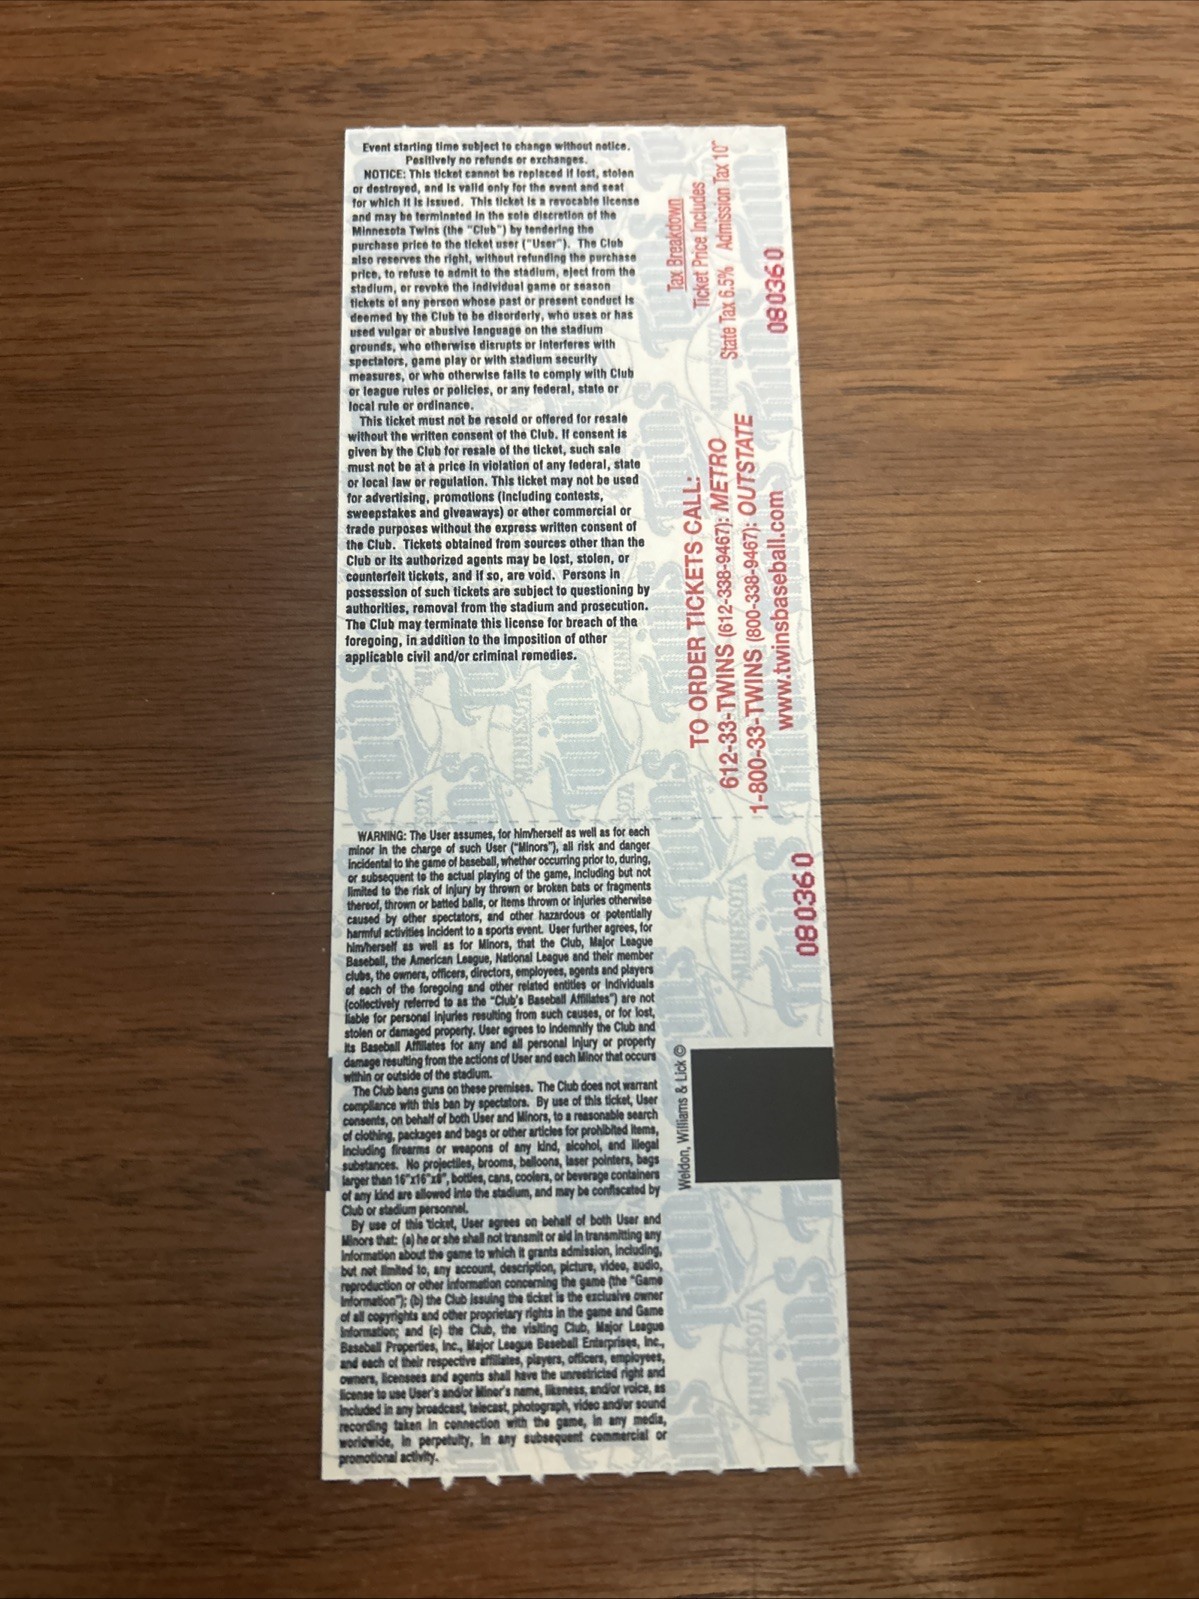 Event starting time subject to change without notice.
Positively no refunds or exchanges.
NOTICE: This ticket cannot be replaced if lost, stolen
or destroyed, and is valid only for the event and seat
for which it is issued. This ticket is a revocable license
and may be terminated in the sole discretion of the
Minnesota Twins (the "Club") by tendering the
purchase price to the ticket user ("User"). The Club
also reserves the right, without refunding the purchase
price, to refuse to admit to the stadium, eject from the
stadium, or revoke the individual game or season
tickets of any person whose past or present conduct is
deemed by the Club to be disorderly, who uses or has
used vulgar or abusive language on the stadium
grounds, who otherwise disrupts or interferes with
spectators, game play or with stadium security
measures, or who otherwise fails to comply with Club
or league rules or policies, or any federal, state or
local rule or ordinance.
This ticket must not be resold or offered for resale
without the written consent of the Club. If consent is
given by the Club for resale of the ticket, such sale
must not be at a price in violation of any federal, state
or local law or regulation. This ticket may not be used
for advertising, promotions (including contests,
sweepstakes and giveaways) or other commercial or
trade purposes without the express written consent of
the Club. Tickets obtained from sources other than the
Club or its authorized agents may be lost, stolen, or
counterfeit tickets, and if so, are void. Persons in
possession of such tickets are subject to questioning by
authorities, removal from the stadium and prosecution.
The Club may terminate this license for breach of the
foregoing, in addition to the imposition of other
applicable civil and/or criminal remedies.
Tax Breakdown
Ticket Price Includes
State Tax 6.5% / Admission Tax 10%
080360
TO ORDER TICKETS CALL:
612-33-TWINS (612-338-9467): METRO
1-800-33-TWINS (800-338-9467): OUTSTATE
www.twinsbaseball.com
WARNING: The User assumes, for him/herself as well as for each
minor in the charge of such User ("Minors"), all risk and danger
incidental to the game of baseball, whether occurring prior to, during,
or subsequent to the actual playing of the game, including but not
limited to the risk of injury by thrown or broken bats or fragments
thereof, thrown or batted balls, or items thrown or injuries otherwise
caused by other spectators, and other hazardous or potentially
harmful activities incident to a sports event. User further agrees, for
him/herself as well as for Minors, that the Club, Major League
Baseball, the American League, National League and their member
clubs, the owners, officers, directors, employees, agents and players
of each of the foregoing and other related entities or individuals
(collectively referred to as the "Club's Baseball Affiliates") are not
liable for personal injuries resulting from such causes, or for lost,
stolen or damaged property. User agrees to indemnify the Club and
its Baseball Affiliates for any and all personal injury or property
damage resulting from the actions of User and each Minor that occurs
within or outside of the stadium.
The Club bans guns on these premises. The Club does not warrant
compliance with this ban by spectators. By use of this ticket, User
consents, on behalf of both User and Minors, to a reasonable search
of clothing, packages and bags or other articles for prohibited items,
including firearms or weapons of any kind, alcohol, and illegal
substances. No projectiles, brooms, balloons, laser pointers, bags
larger than 16"x16"x8", bottles, cans, coolers, or beverage containers
of any kind are allowed into the stadium, and may be confiscated by
Club or stadium personnel.
By use of this ticket, User agrees on behalf of both User and
Minors that: (a) he or she shall not transmit or aid in transmitting any
information about the game to which it grants admission, including,
but not limited to, any account, description, picture, video, audio,
reproduction or other information concerning the game (the "Game
Information"); (b) the Club issuing the ticket is the exclusive owner
of all copyrights and other proprietary rights in the game and Game
Information; and (c) the Club, the visiting Club, Major League
Baseball Properties, Inc., Major League Baseball Enterprises, Inc.,
and each of their respective affiliates, players, officers, employees,
owners, licensees and agents shall have the unrestricted right and
license to use User's and/or Minor's name, likeness, and/or voice, as
included in any broadcast, telecast, photograph, video and/or sound
recording taken in connection with the game, in any media,
worldwide, in perpetuity, in any subsequent commercial or
promotional activity.
080360
Weldon, Williams & Lick ©
MINNESOTA
Twins